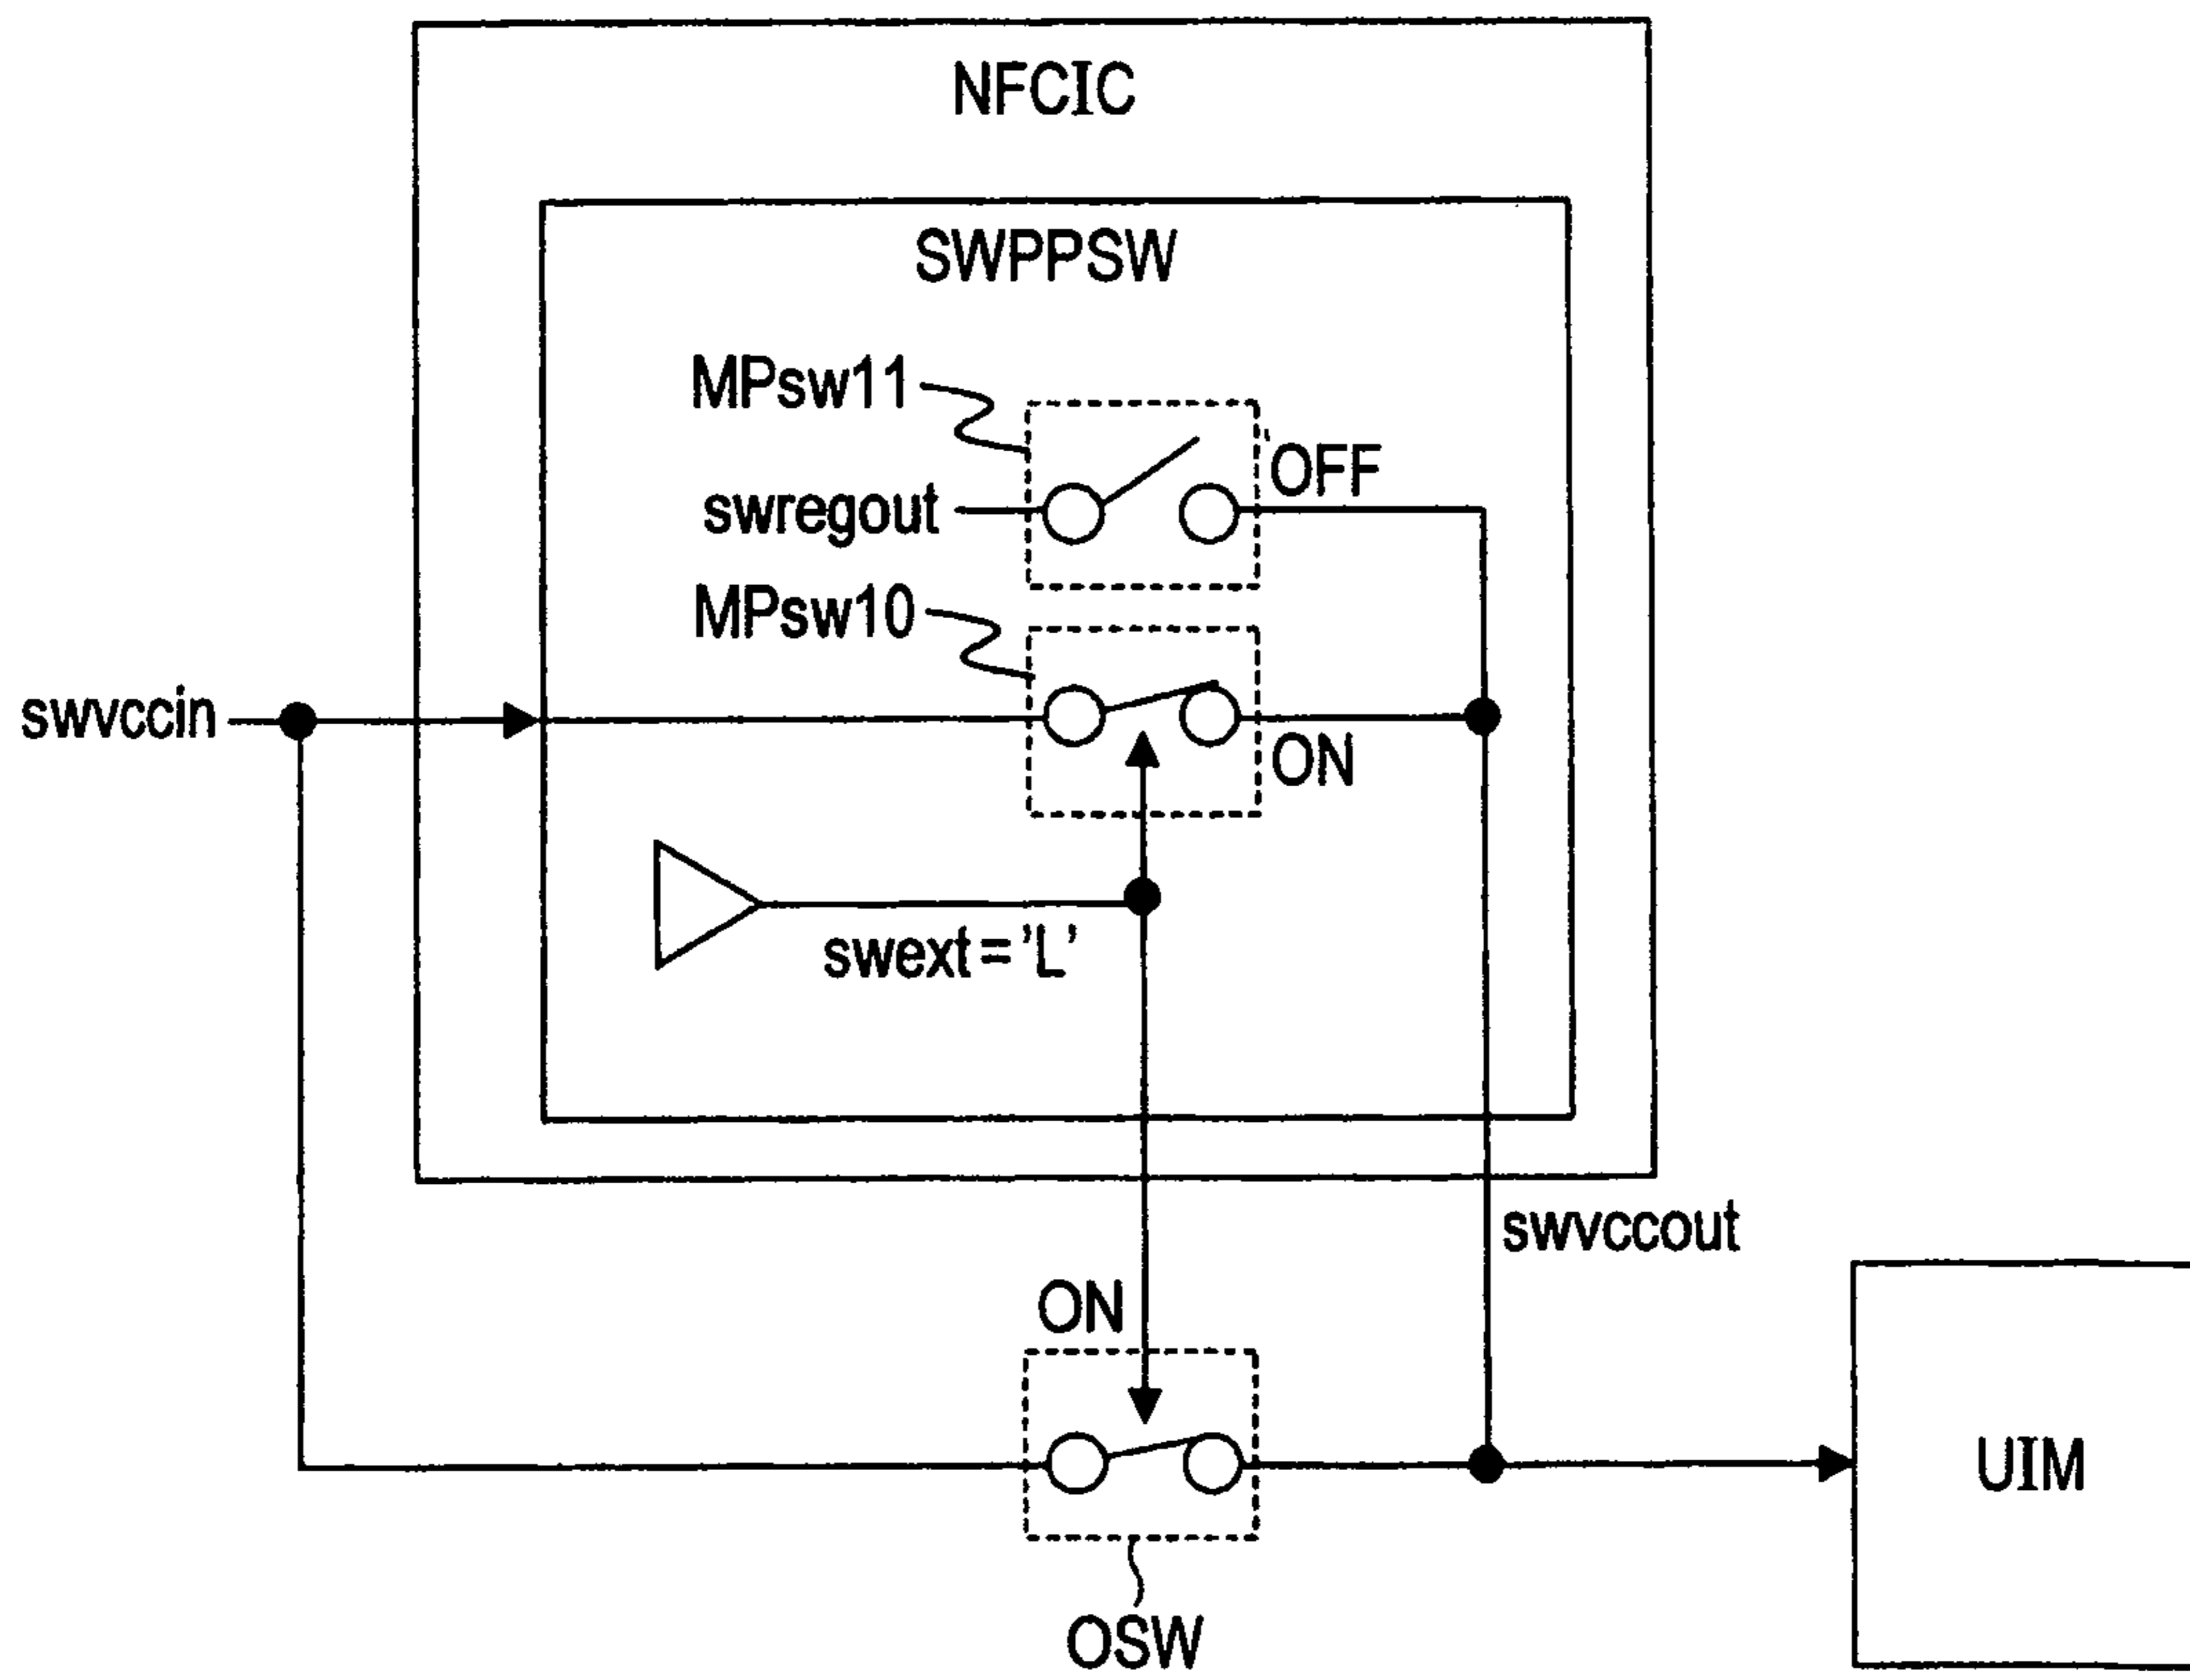 NFCIC
SWPPSW
MPsw11
OFF
swregout
MPsw10
swvccin
ON
swext='L'
swvccout
ON
UIM
OSW